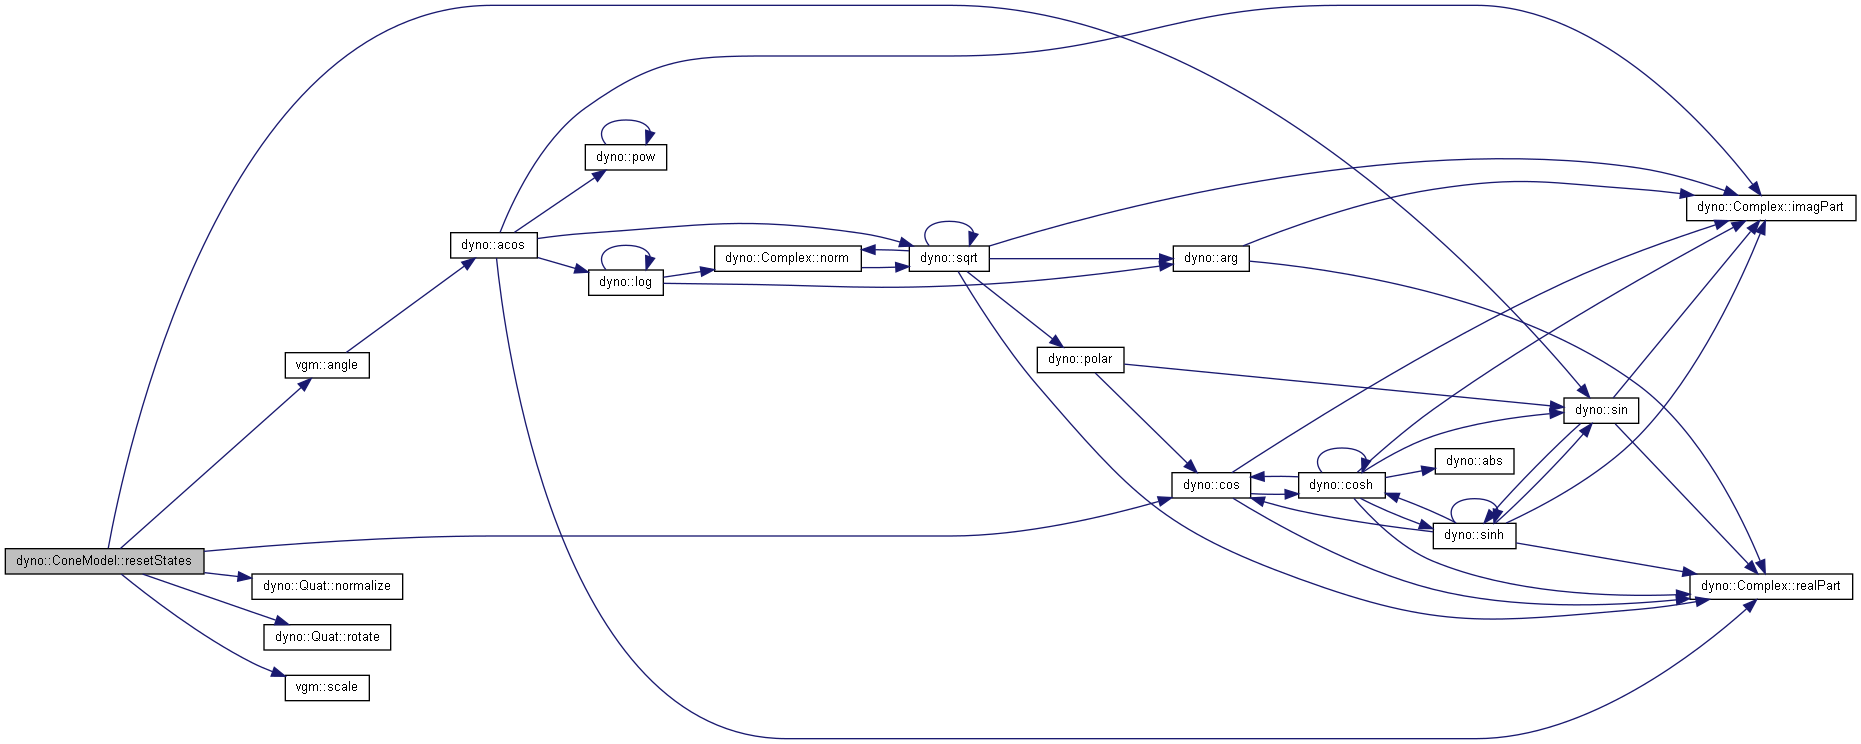 dyno::pow
dyno::Complex::imagPart
dyno::acos
dyno::Complex::norm
dyno::sqrt
dyno::arg
dyno::log
dyno::polar
vgm::angle
dyno::sin
dyno::abs
dyno::cos
dyno::cosh
dyno::sinh
dyno::ConeModel::resetStates
dyno::Quat::normalize
dyno::Complex::realPart
dyno::Quat::rotate
vgm::scale